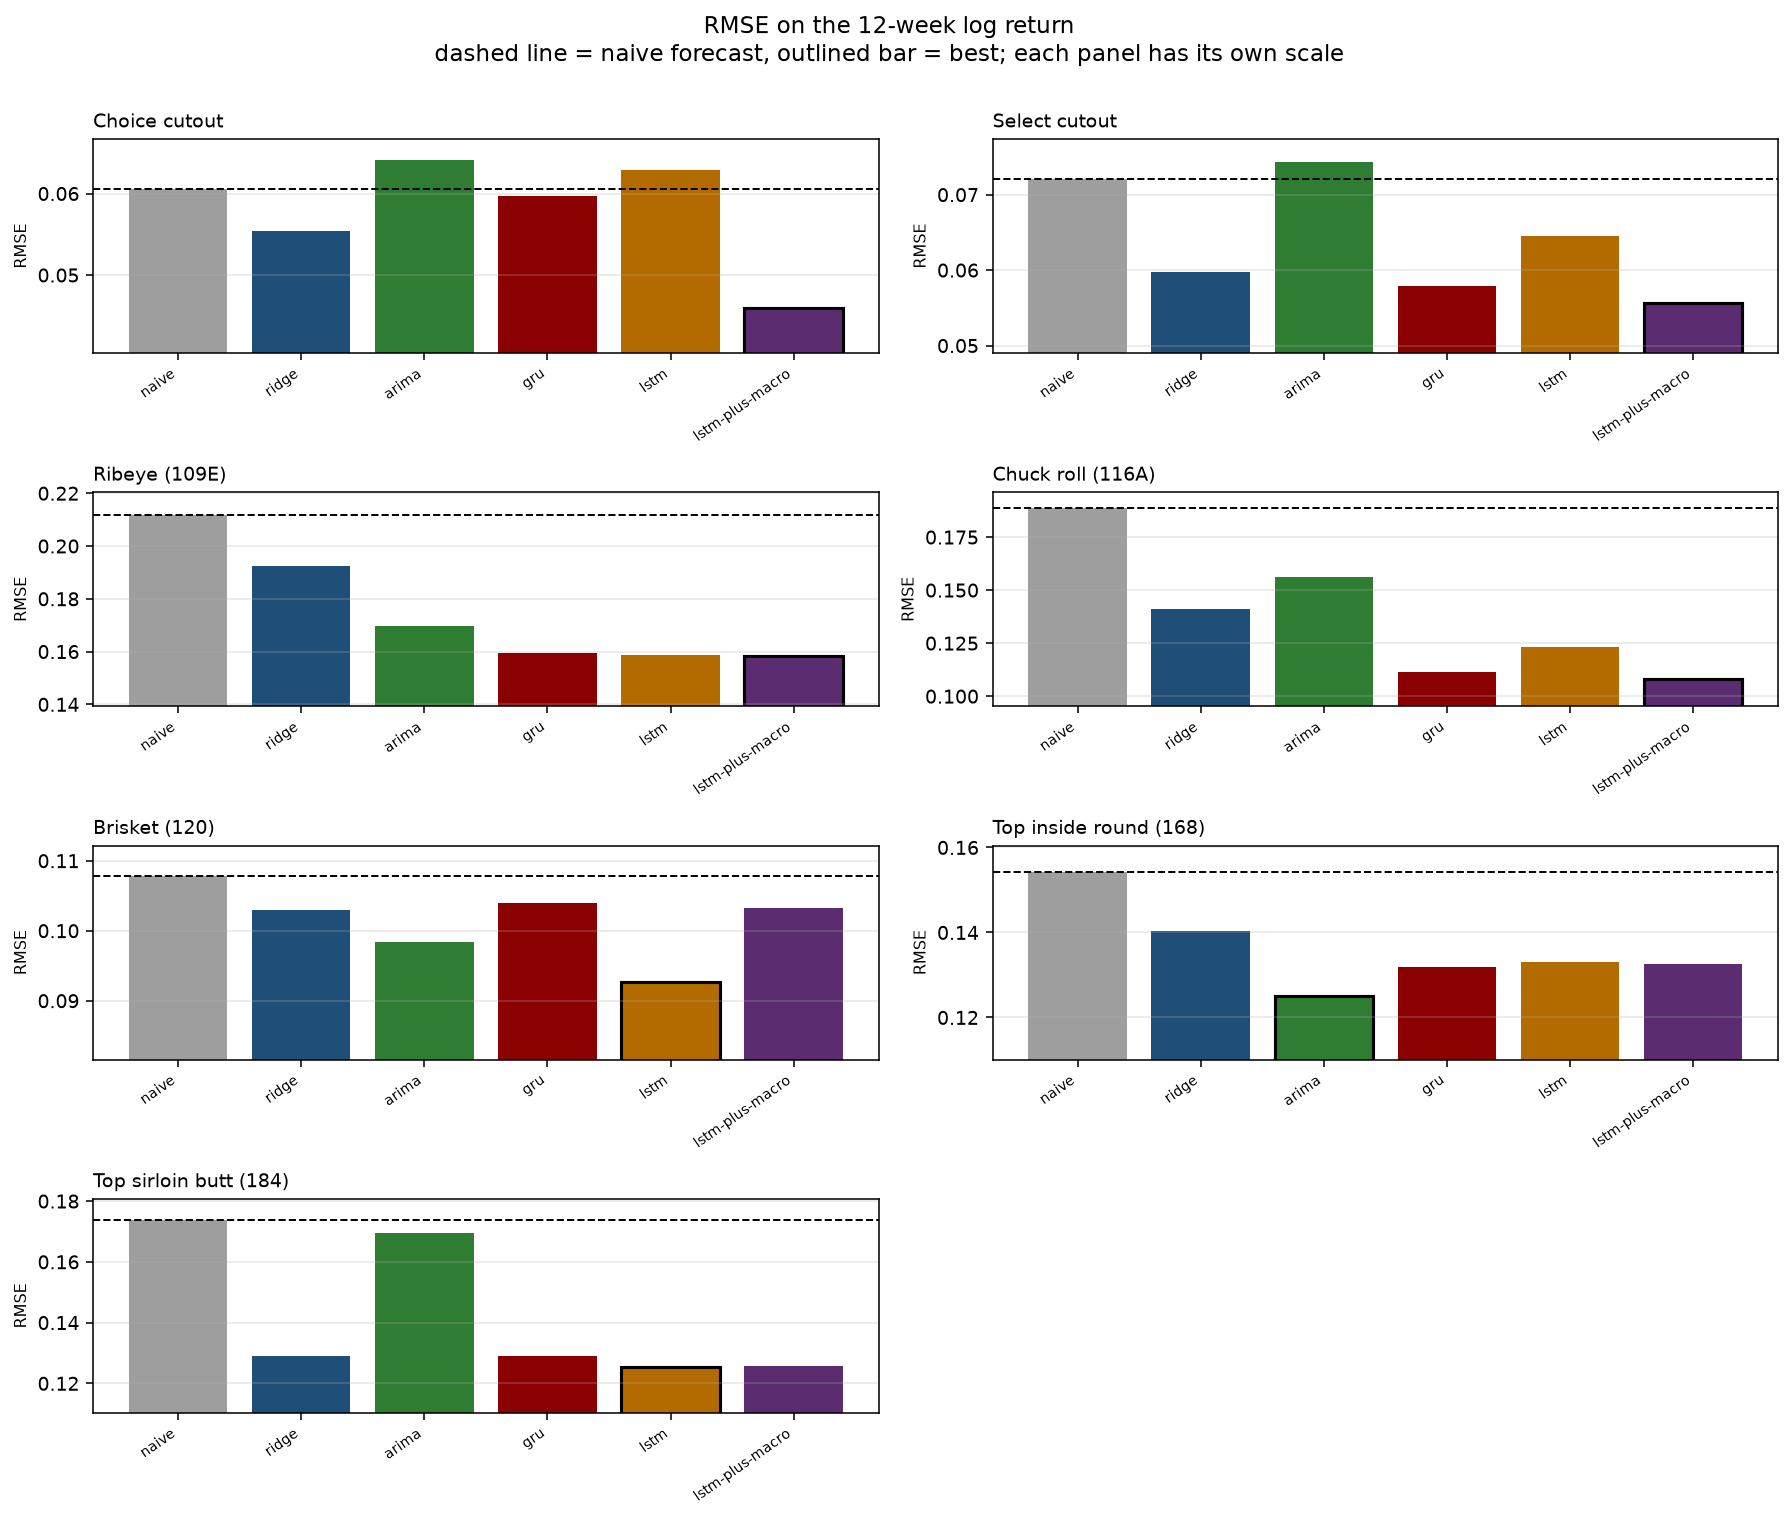 RMSE on the 12-week log return
dashed line = naive forecast, outlined bar = best; each panel has its own scale
Choice cutout
RMSE
0.06
0.05
naive
ridge
arima
gru
lstm
lstm-plus-macro
Select cutout
RMSE
0.07
0.06
0.05
naive
ridge
arima
gru
lstm
lstm-plus-macro
Ribeye (109E)
RMSE
0.22
0.20
0.18
0.16
0.14
naive
ridge
arima
gru
lstm
lstm-plus-macro
Chuck roll (116A)
RMSE
0.175
0.150
0.125
0.100
naive
ridge
arima
gru
lstm
lstm-plus-macro
Brisket (120)
RMSE
0.11
0.10
0.09
naive
ridge
arima
gru
lstm
lstm-plus-macro
Top inside round (168)
RMSE
0.16
0.14
0.12
naive
ridge
arima
gru
lstm
lstm-plus-macro
Top sirloin butt (184)
RMSE
0.18
0.16
0.14
0.12
naive
ridge
arima
gru
lstm
lstm-plus-macro